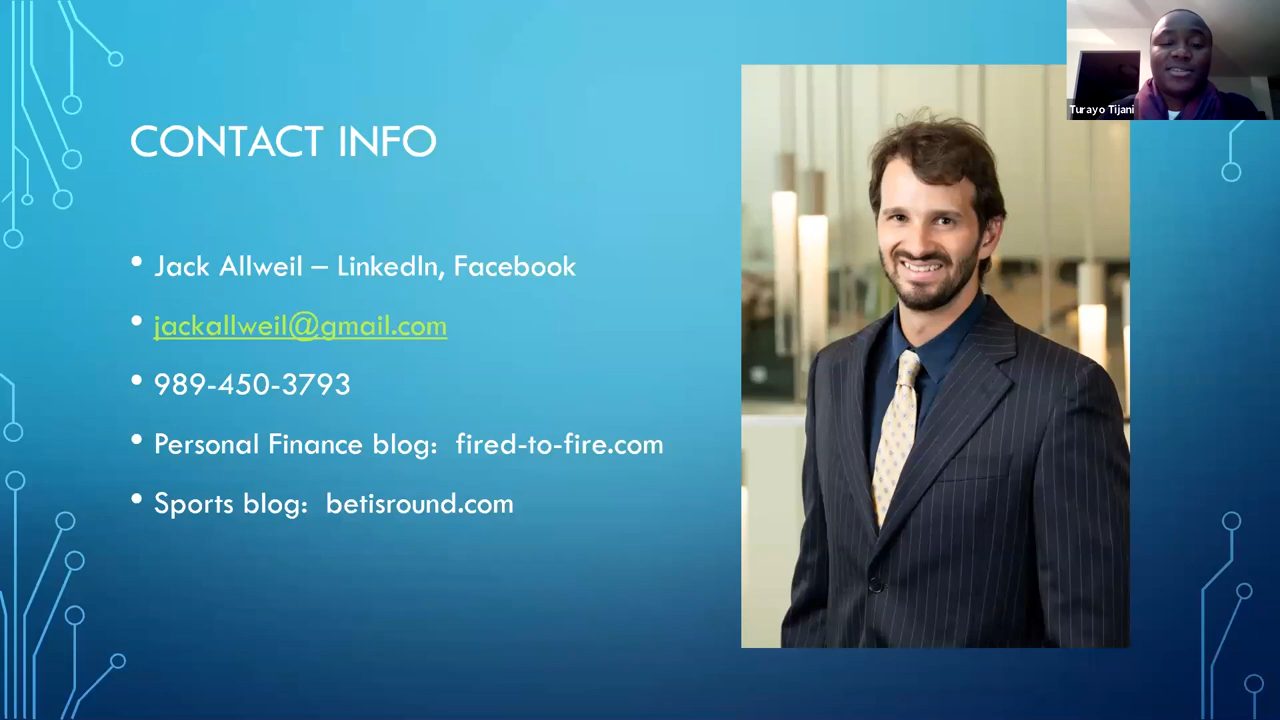 Turayo Tijani
CONTACT INFO
• Jack Allweil – LinkedIn, Facebook
• jackallweil@gmail.com
• 989-450-3793
• Personal Finance blog:  fired-to-fire.com
• Sports blog:  betisround.com